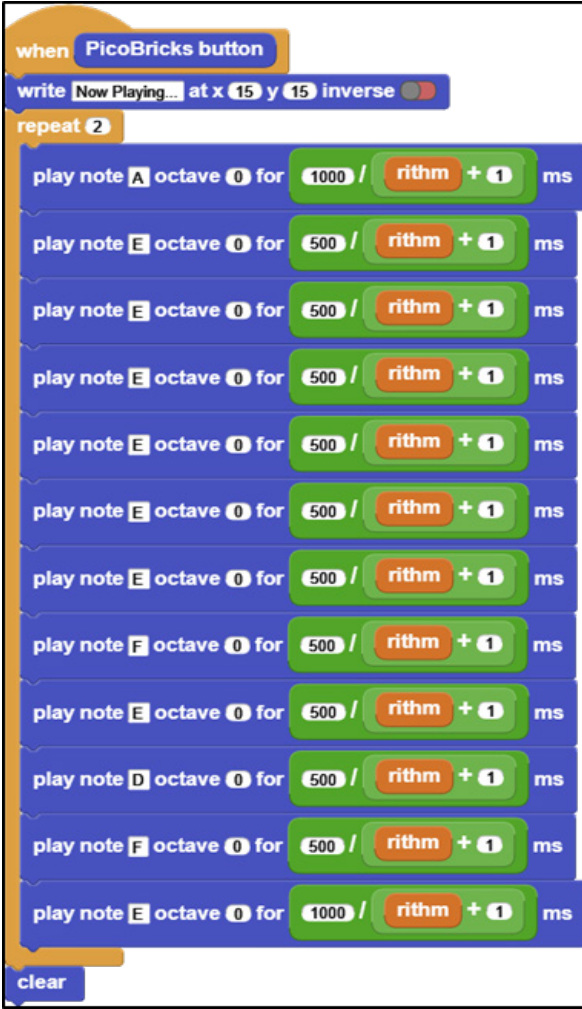 when PicoBricks button
write Now Playing... at x 15 y 15 inverse
repeat 2
play note A octave 0 for 1000 / rithm + 1 ms
play note E octave 0 for 500 / rithm + 1 ms
play note E octave 0 for 500 / rithm + 1 ms
play note E octave 0 for 500 / rithm + 1 ms
play note E octave 0 for 500 / rithm + 1 ms
play note E octave 0 for 500 / rithm + 1 ms
play note E octave 0 for 500 / rithm + 1 ms
play note F octave 0 for 500 / rithm + 1 ms
play note E octave 0 for 500 / rithm + 1 ms
play note D octave 0 for 500 / rithm + 1 ms
play note F octave 0 for 500 / rithm + 1 ms
play note E octave 0 for 1000 / rithm + 1 ms
clear